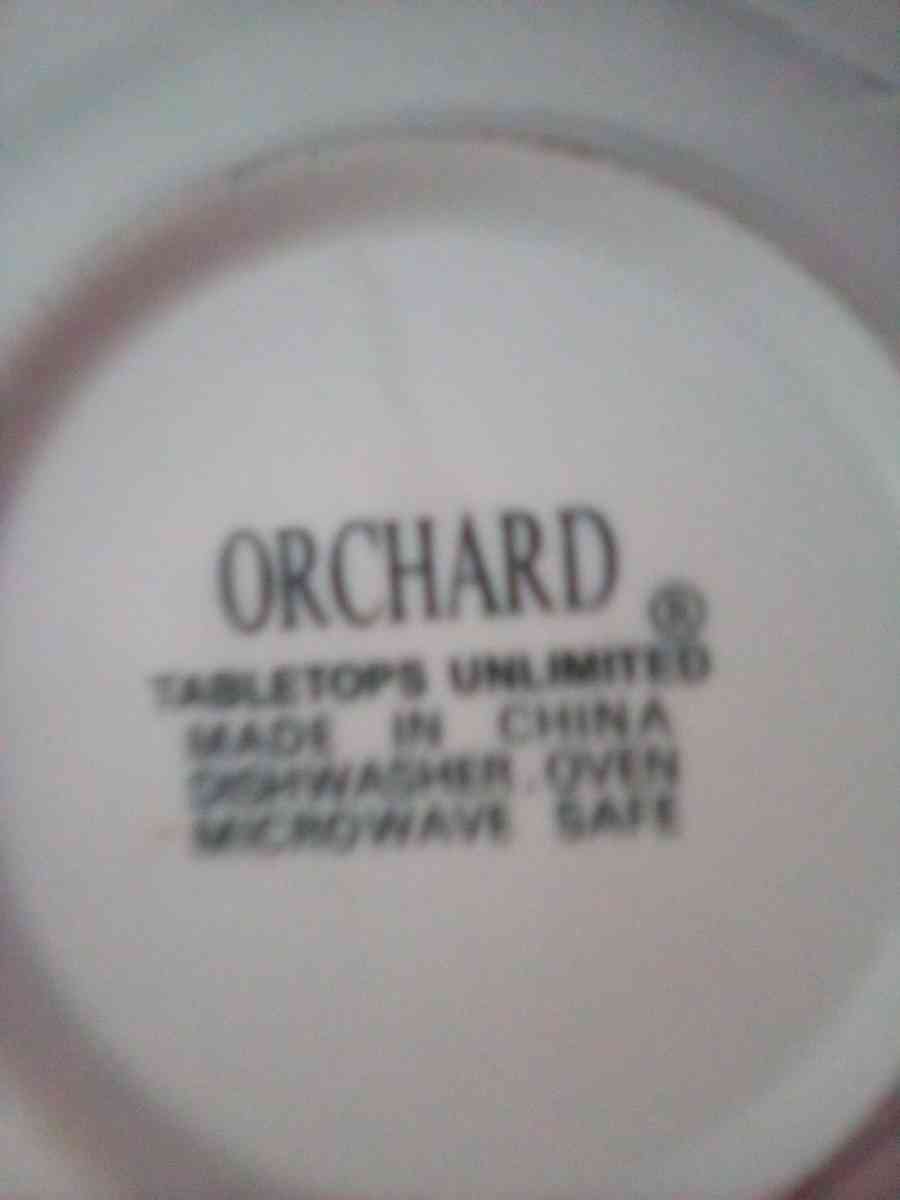 ORCHARD
TABLETOPS UNLIMITED ®
MADE IN CHINA
DISHWASHER . OVEN
MICROWAVE SAFE